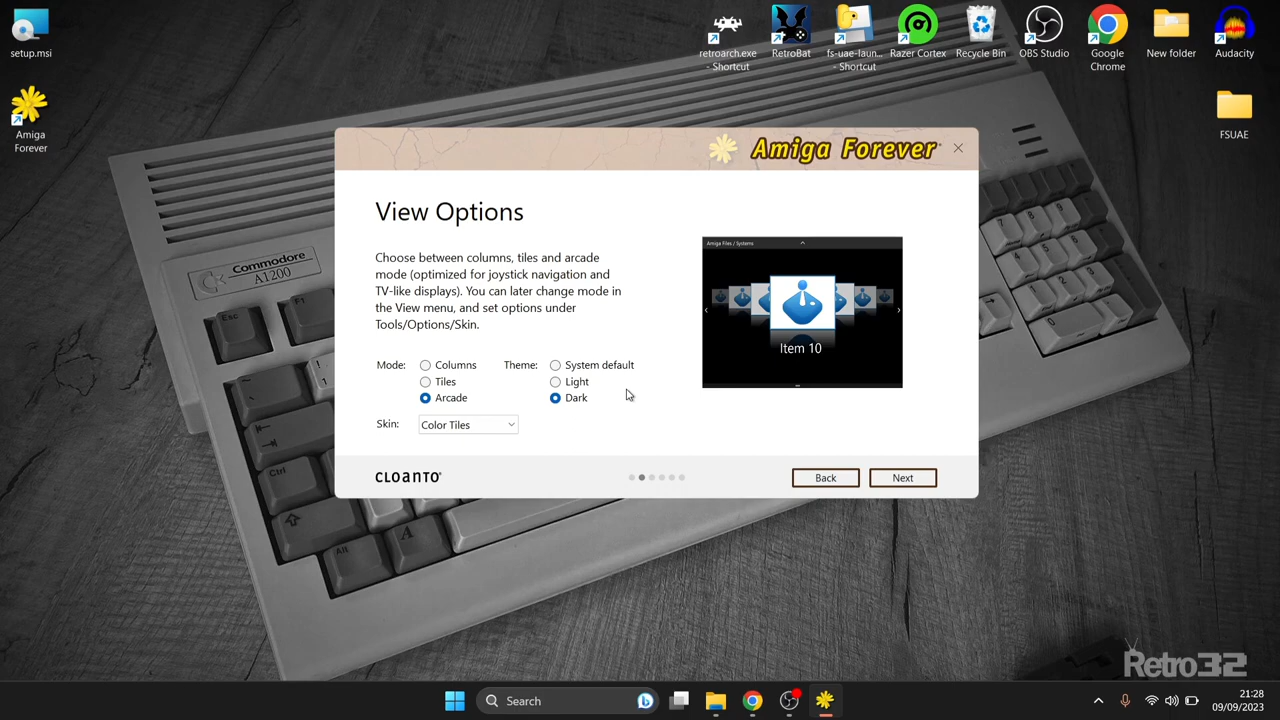 setup.msi
Amiga
Forever
retroarch.exe
- Shortcut
RetroBat
fs-uae-laun...
- Shortcut
Razer Cortex
Recycle Bin
OBS Studio
Google
Chrome
New folder
Audacity
FSUAE
Commodore
A1200
Esc
F1
Ctrl
Alt
A
Amiga Forever
View Options
Choose between columns, tiles and arcade
mode (optimized for joystick navigation and
TV-like displays). You can later change mode in
the View menu, and set options under
Tools/Options/Skin.
Mode:
Columns
Tiles
Arcade
Theme:
System default
Light
Dark
Skin:
Color Tiles
Amiga Files / Systems
Item 10
CLOANTO
Back
Next
Retro32
Search
21:28
09/09/2023